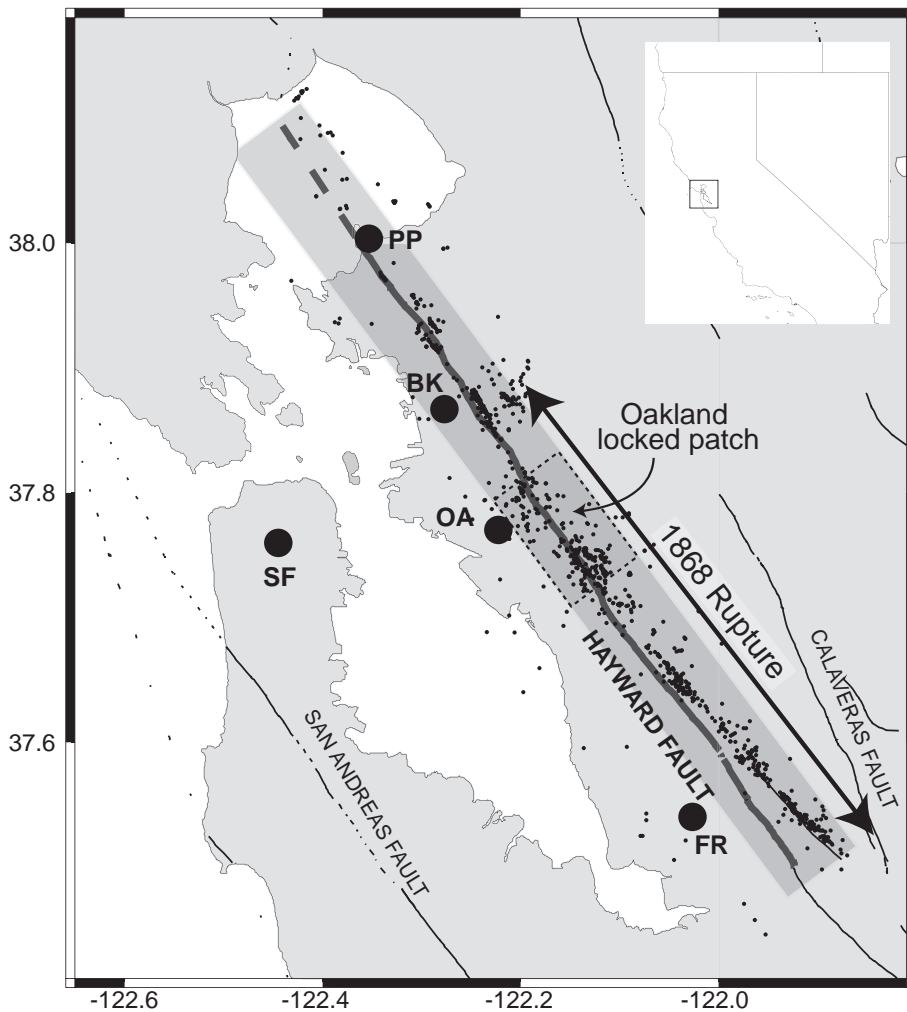 38.0
37.8
37.6
-122.6
-122.4
-122.2
-122.0
PP
BK
Oakland
locked patch
OA
SF
1868 Rupture
HAYWARD FAULT
CALAVERAS FAULT
SAN ANDREAS FAULT
FR